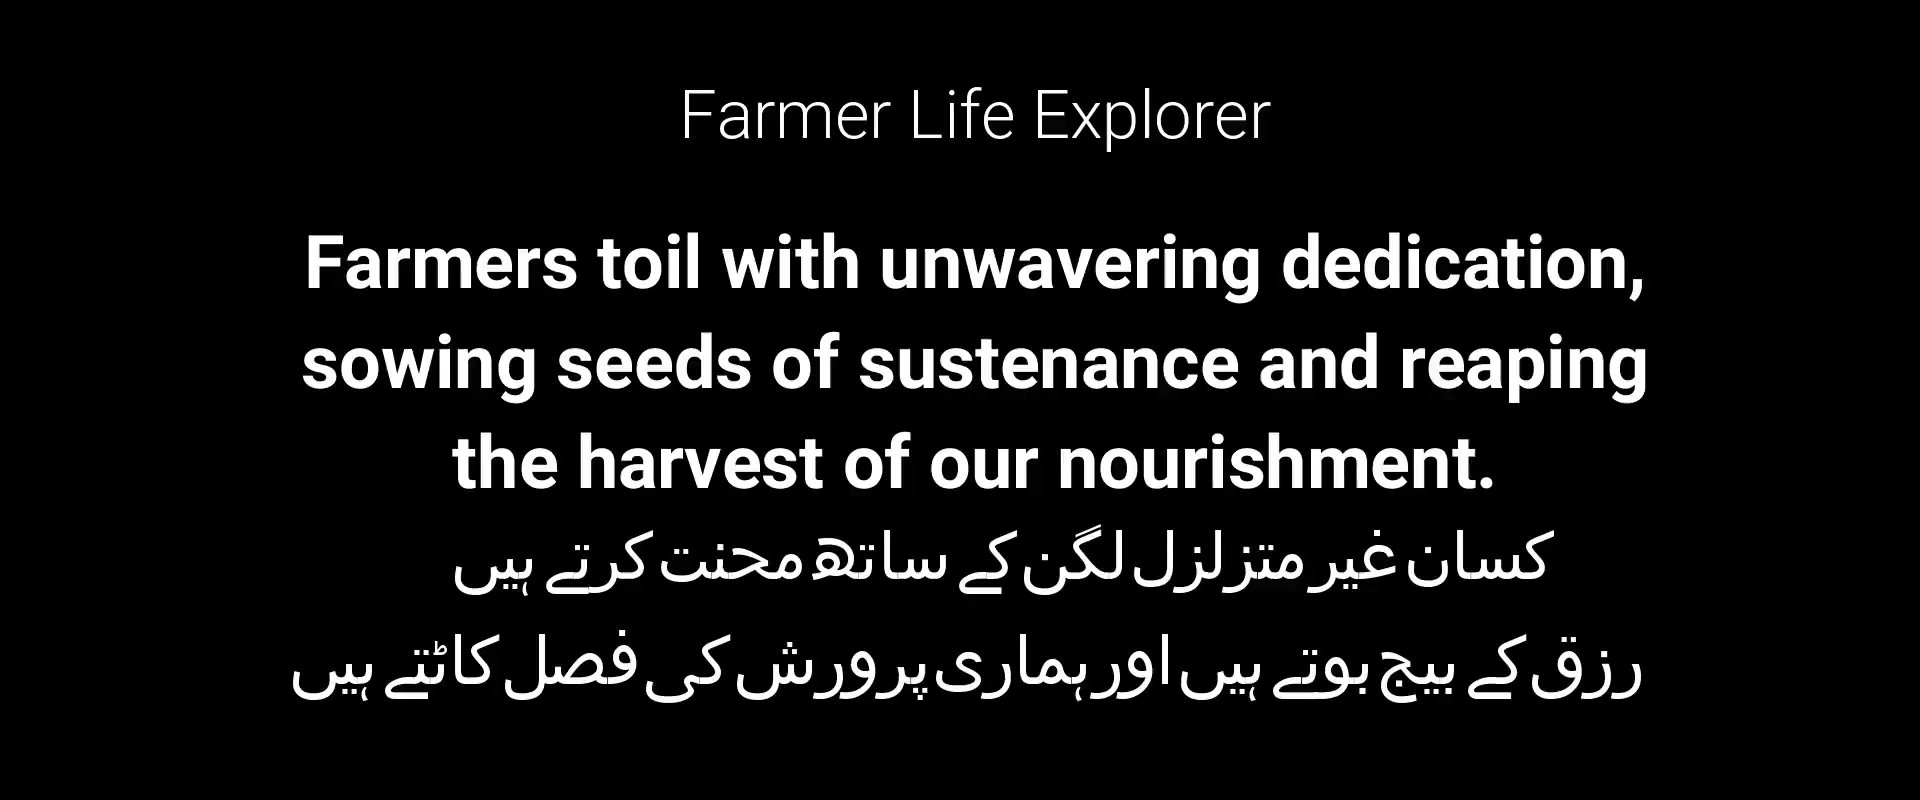 Farmer Life Explorer
Farmers toil with unwavering dedication,
sowing seeds of sustenance and reaping
the harvest of our nourishment.
کسان غیر متزلزل لگن کے ساتھ محنت کرتے ہیں
رزق کے بیج بوتے ہیں اور ہماری پرورش کی فصل کاٹتے ہیں